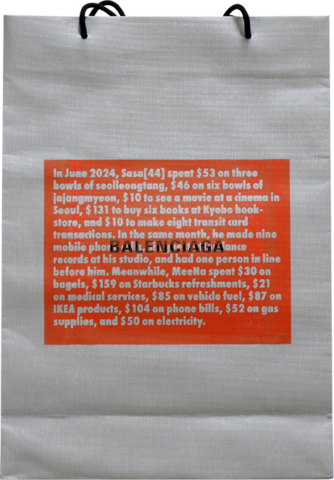 In June 2024, Sasa[44] spent $53 on three
bowls of seolleongtang, $46 on six bowls of
jajangmyeon, $10 to see a movie at a cinema in
Seoul, $131 to buy six books at Kyobo book-
store, and $10 to make eight transit card
transactions. In the same month, he made nine
mobile
BALENCIAGA
records at his studio, and had one person in line
before him. Meanwhile, MeeNa spent $30 on
bagels, $159 on Starbucks refreshments, $21
on medical services, $85 on vehicle fuel, $87 on
IKEA products, $104 on phone bills, $52 on gas
supplies, and $50 on electricity.